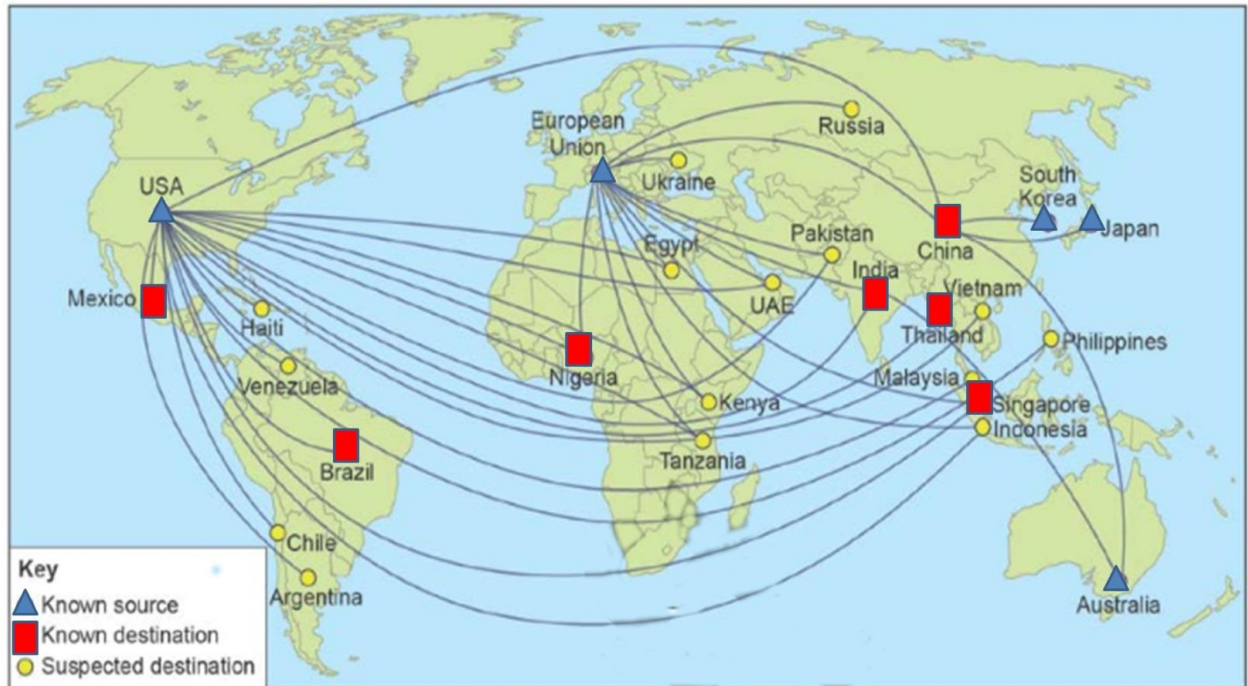 European
Union
Russia
USA
Ukraine
South
Korea
Japan
Egypt
Pakistan
China
India
UAE
Vietnam
Mexico
Haiti
Thailand
Philippines
Venezuela
Nigeria
Malaysia
Kenya
Singapore
Indonesia
Brazil
Tanzania
Chile
Argentina
Australia
Key
Known source
Known destination
Suspected destination